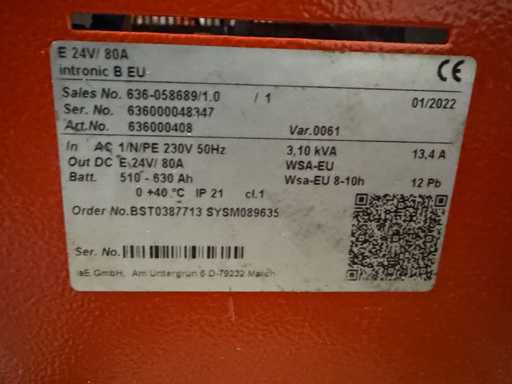 E 24V/ 80A
intronic B EU
CE
Sales No. 636-058689/1.0 / 1 01/2022
Ser. No. 636000048347
Act.No. 636000408 Var.0061
In AC 1/N/PE 230V 50Hz 3,10 kVA 13,4 A
Out DC E 24V/ 80A WSA-EU
Batt. 510 - 630 Ah Wsa-EU 8-10h 12 Pb
0 +40 °C IP 21 cl.1
Order No.BST0387713 SYSM089635
Ser. No.
GmbH, Am Untergrün 6 D-79232